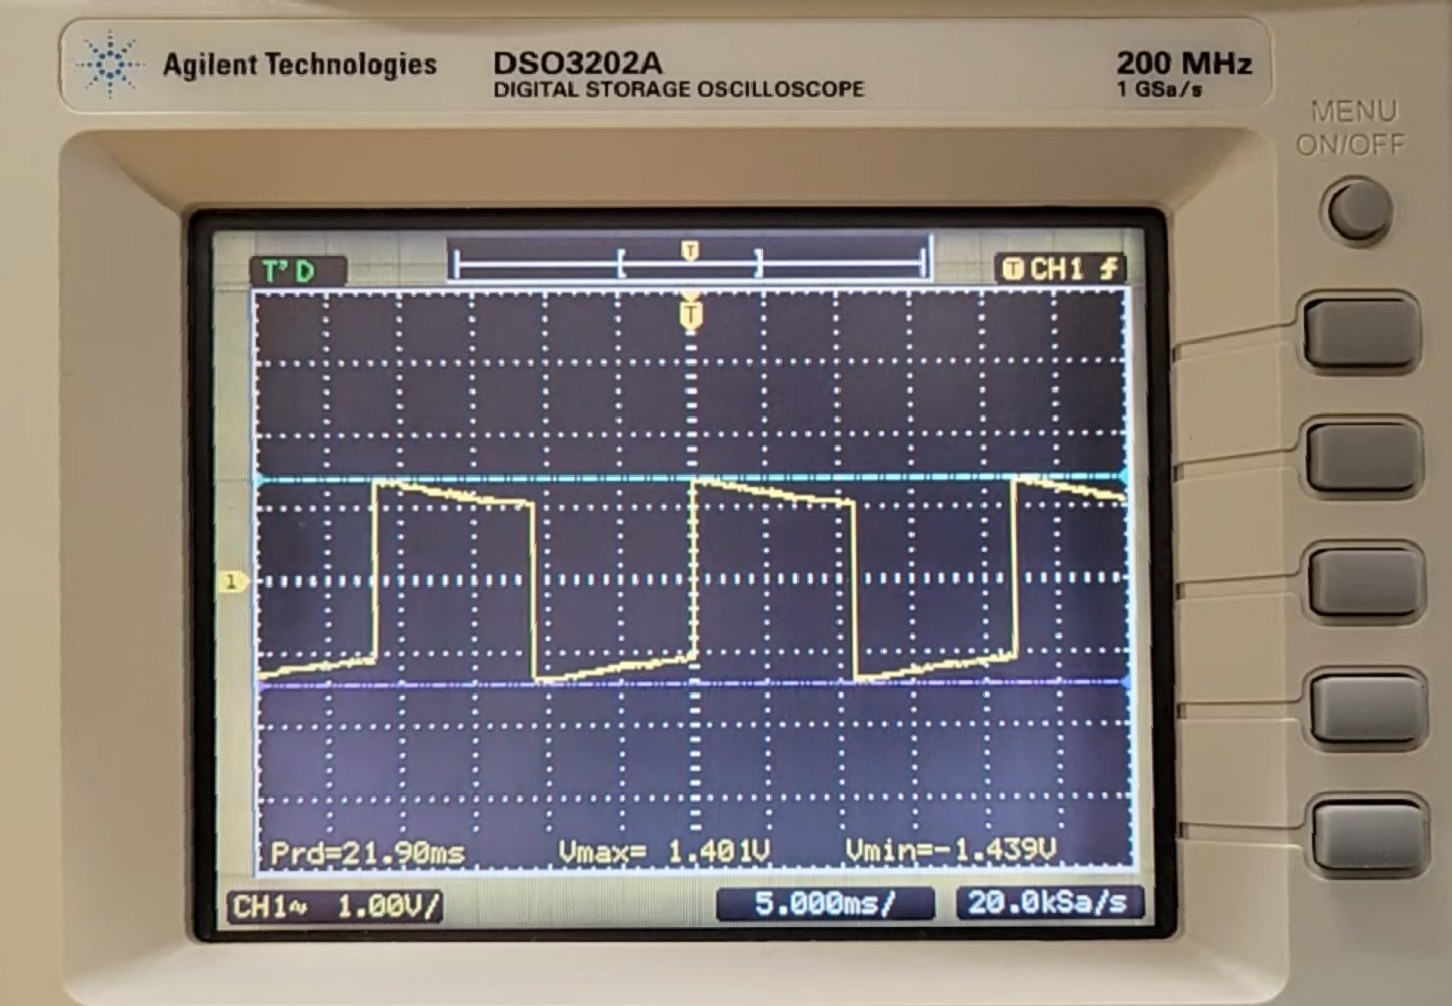 Agilent Technologies DSO3202A 200 MHz
DIGITAL STORAGE OSCILLOSCOPE 1 GSa/s
MENU
ON/OFF
T
T'D T CH1
T
1
Prd=21.90ms Vmax= 1.401V Vmin=-1.439V
CH1~ 1.00V/ 5.000ms/ 20.0kSa/s